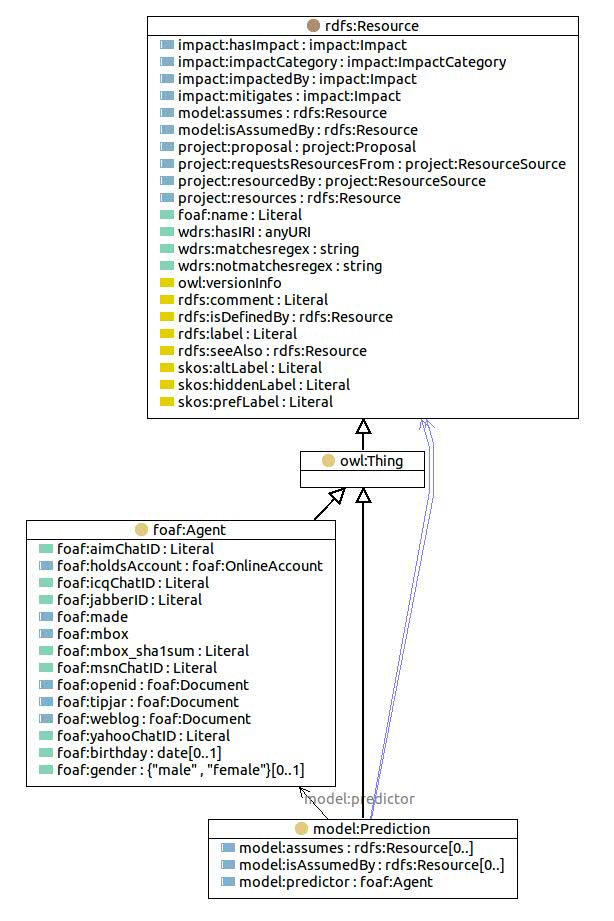 rdfs:Resource
impact:hasImpact : impact:Impact
impact:impactCategory : impact:ImpactCategory
impact:impactedBy : impact:Impact
impact:mitigates : impact:Impact
model:assumes : rdfs:Resource
model:isAssumedBy : rdfs:Resource
project:proposal : project:Proposal
project:requestsResourcesFrom : project:ResourceSource
project:resourcedBy : project:ResourceSource
project:resources : rdfs:Resource
foaf:name : Literal
wdrs:hasIRI : anyURI
wdrs:matchesregex : string
wdrs:notmatchesregex : string
owl:versionInfo
rdfs:comment : Literal
rdfs:isDefinedBy : rdfs:Resource
rdfs:label : Literal
rdfs:seeAlso : rdfs:Resource
skos:altLabel : Literal
skos:hiddenLabel : Literal
skos:prefLabel : Literal
owl:Thing
foaf:Agent
foaf:aimChatID : Literal
foaf:holdsAccount : foaf:OnlineAccount
foaf:icqChatID : Literal
foaf:jabberID : Literal
foaf:made
foaf:mbox
foaf:mbox_sha1sum : Literal
foaf:msnChatID : Literal
foaf:openid : foaf:Document
foaf:tipjar : foaf:Document
foaf:weblog : foaf:Document
foaf:yahooChatID : Literal
foaf:birthday : date[0..1]
foaf:gender : {"male" , "female"}[0..1]
model:predictor
model:Prediction
model:assumes : rdfs:Resource[0..]
model:isAssumedBy : rdfs:Resource[0..]
model:predictor : foaf:Agent